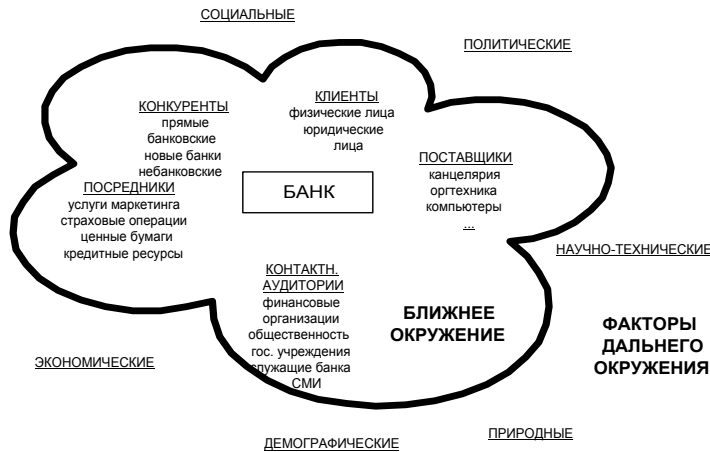 СОЦИАЛЬНЫЕ
ПОЛИТИЧЕСКИЕ
КОНКУРЕНТЫ
прямые
банковские
новые банки
небанковские
КЛИЕНТЫ
физические лица
юридические
лица
ПОСТАВЩИКИ
канцелярия
оргтехника
компьютеры
...
ПОСРЕДНИКИ
услуги маркетинга
страховые операции
ценные бумаги
кредитные ресурсы
БАНК
НАУЧНО-ТЕХНИЧЕСКИЕ
КОНТАКТН.
АУДИТОРИИ
финансовые
организации
общественность
гос. учреждения
служащие банка
СМИ
БЛИЖНЕЕ
ОКРУЖЕНИЕ
ФАКТОРЫ
ДАЛЬНЕГО
ОКРУЖЕНИЯ
ЭКОНОМИЧЕСКИЕ
ДЕМОГРАФИЧЕСКИЕ
ПРИРОДНЫЕ